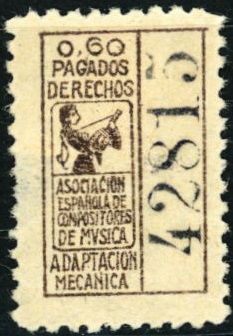 0,60
PAGADOS
DERECHOS
ASOCIACION
ESPAÑOLA DE
COMPOSITORES
DE MVSICA
ADAPTACION
MECANICA
42815